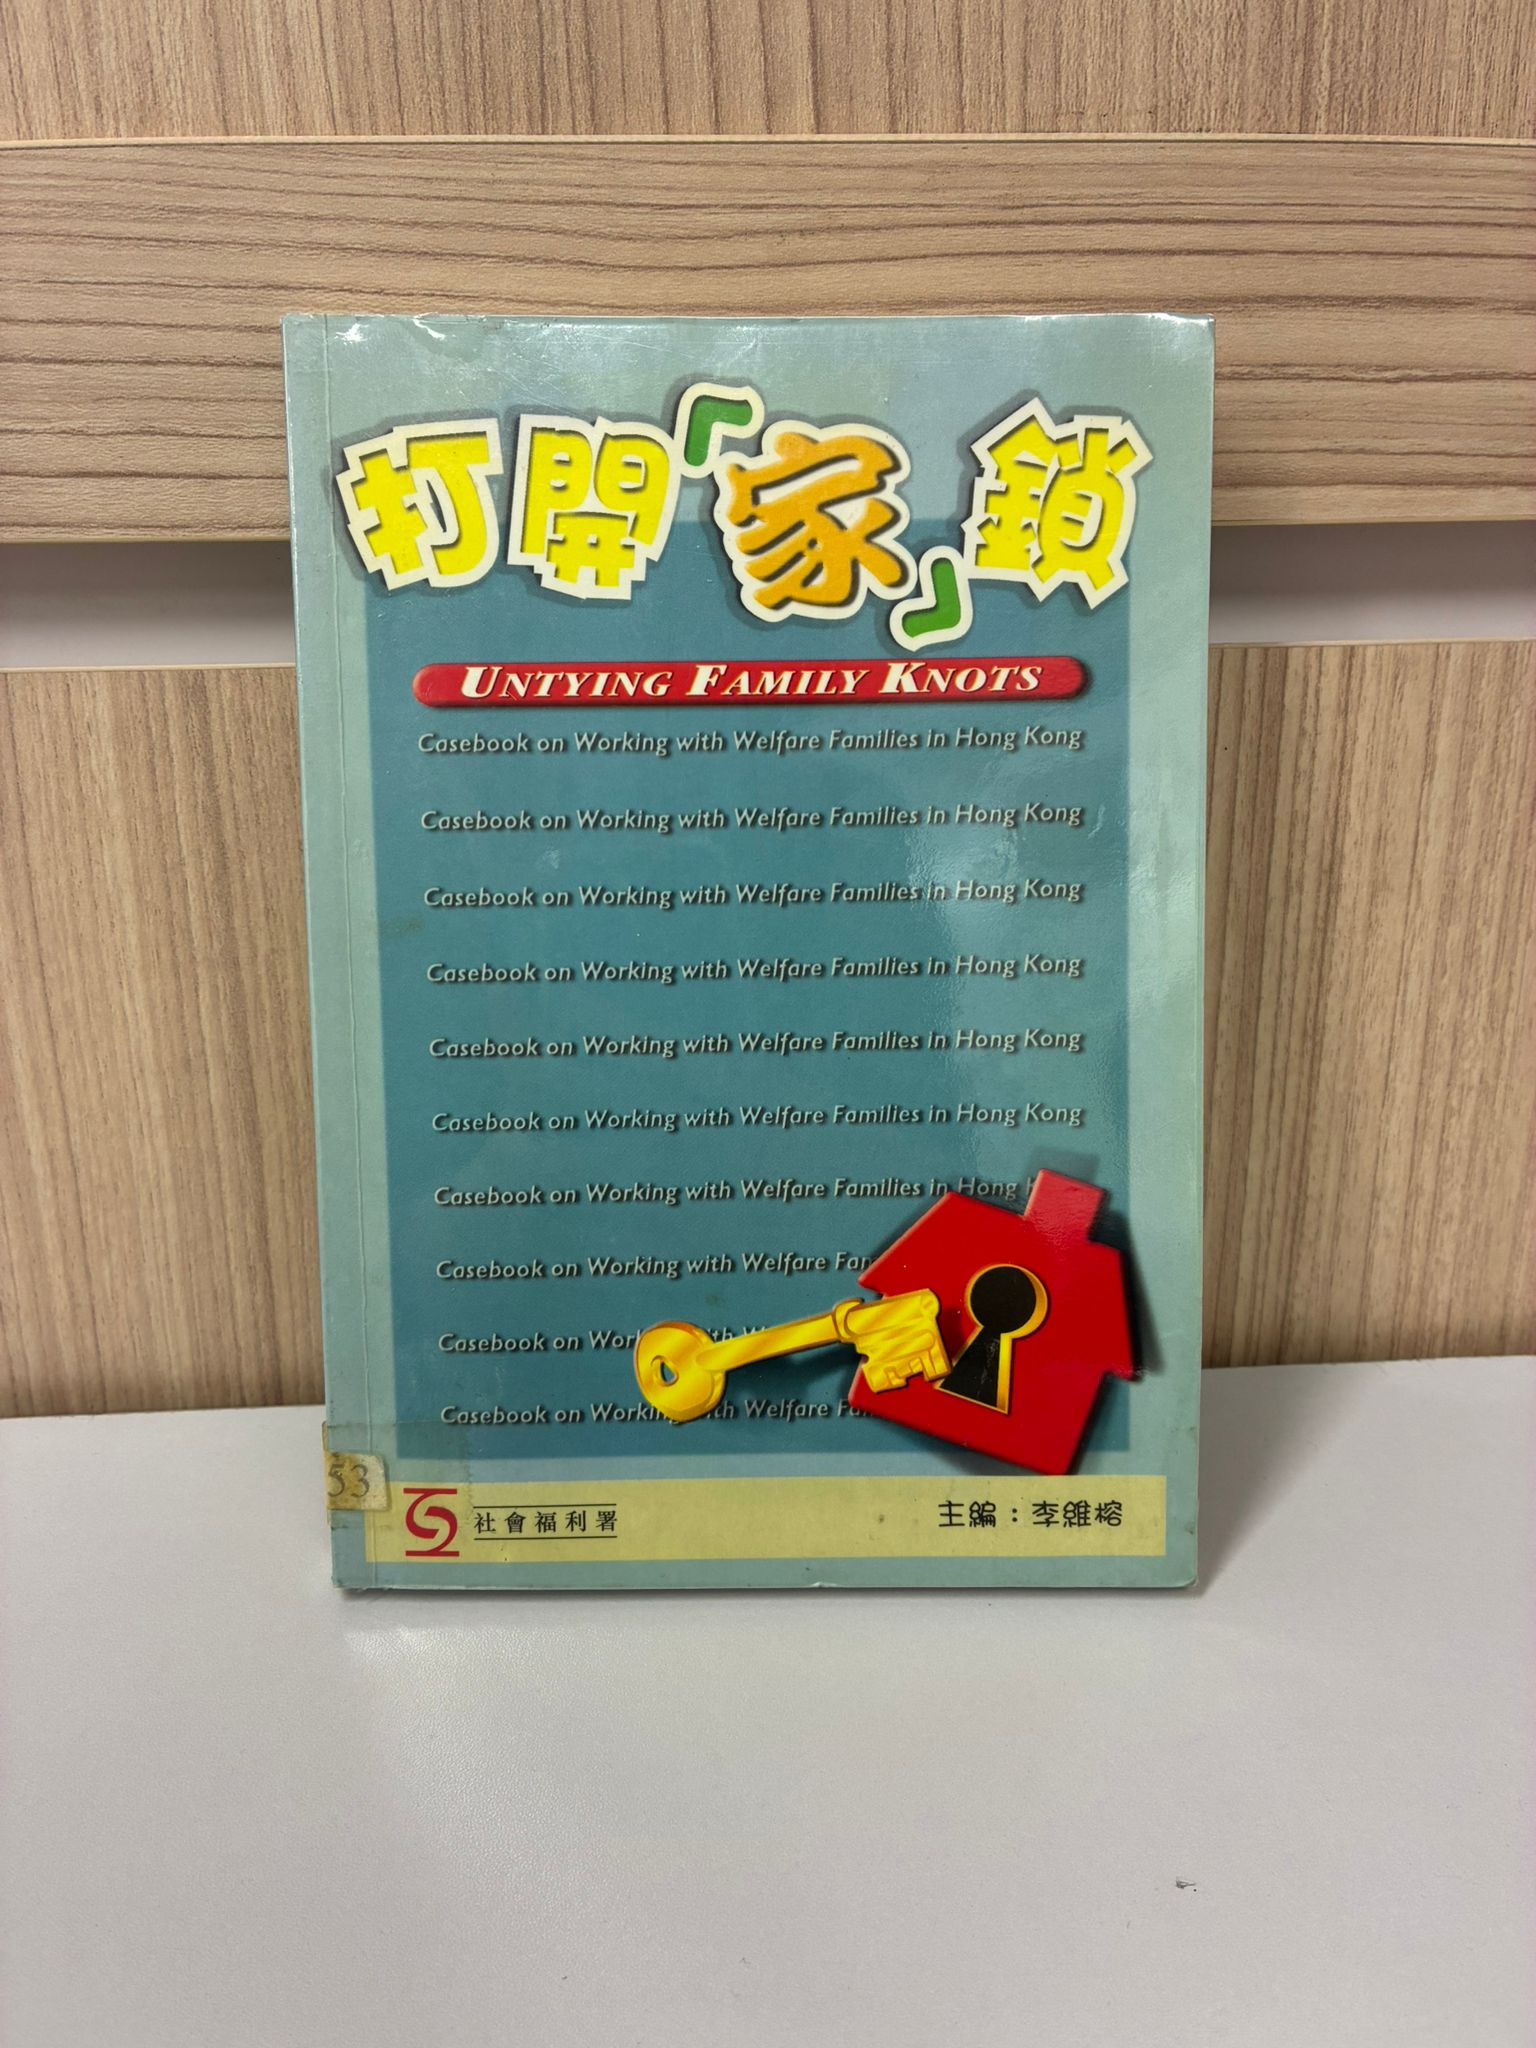 打開「家」鎖
UNTYING FAMILY KNOTS
Casebook on Working with Welfare Families in Hong Kong
Casebook on Working with Welfare Families in Hong Kong
Casebook on Working with Welfare Families in Hong Kong
Casebook on Working with Welfare Families in Hong Kong
Casebook on Working with Welfare Families in Hong Kong
Casebook on Working with Welfare Families in Hong Kong
Casebook on Working with Welfare Families in Hong
Casebook on Working with Welfare
Casebook on
Casebook on Welfare
53
社會福利署
主編：李維榕